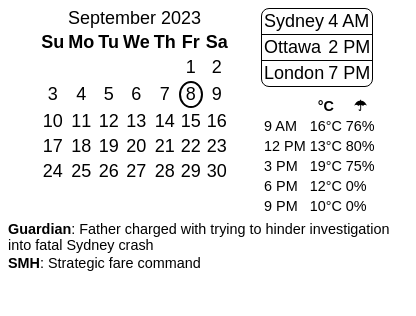 September 2023
Su Mo Tu We Th Fr Sa
1 2
3 4 5 6 7 8 9
10 11 12 13 14 15 16
17 18 19 20 21 22 23
24 25 26 27 28 29 30
Sydney 4 AM
Ottawa 2 PM
London 7 PM
°C ☂
9 AM 16°C 76%
12 PM 13°C 80%
3 PM 19°C 75%
6 PM 12°C 0%
9 PM 10°C 0%
Guardian: Father charged with trying to hinder investigation
into fatal Sydney crash
SMH: Strategic fare command